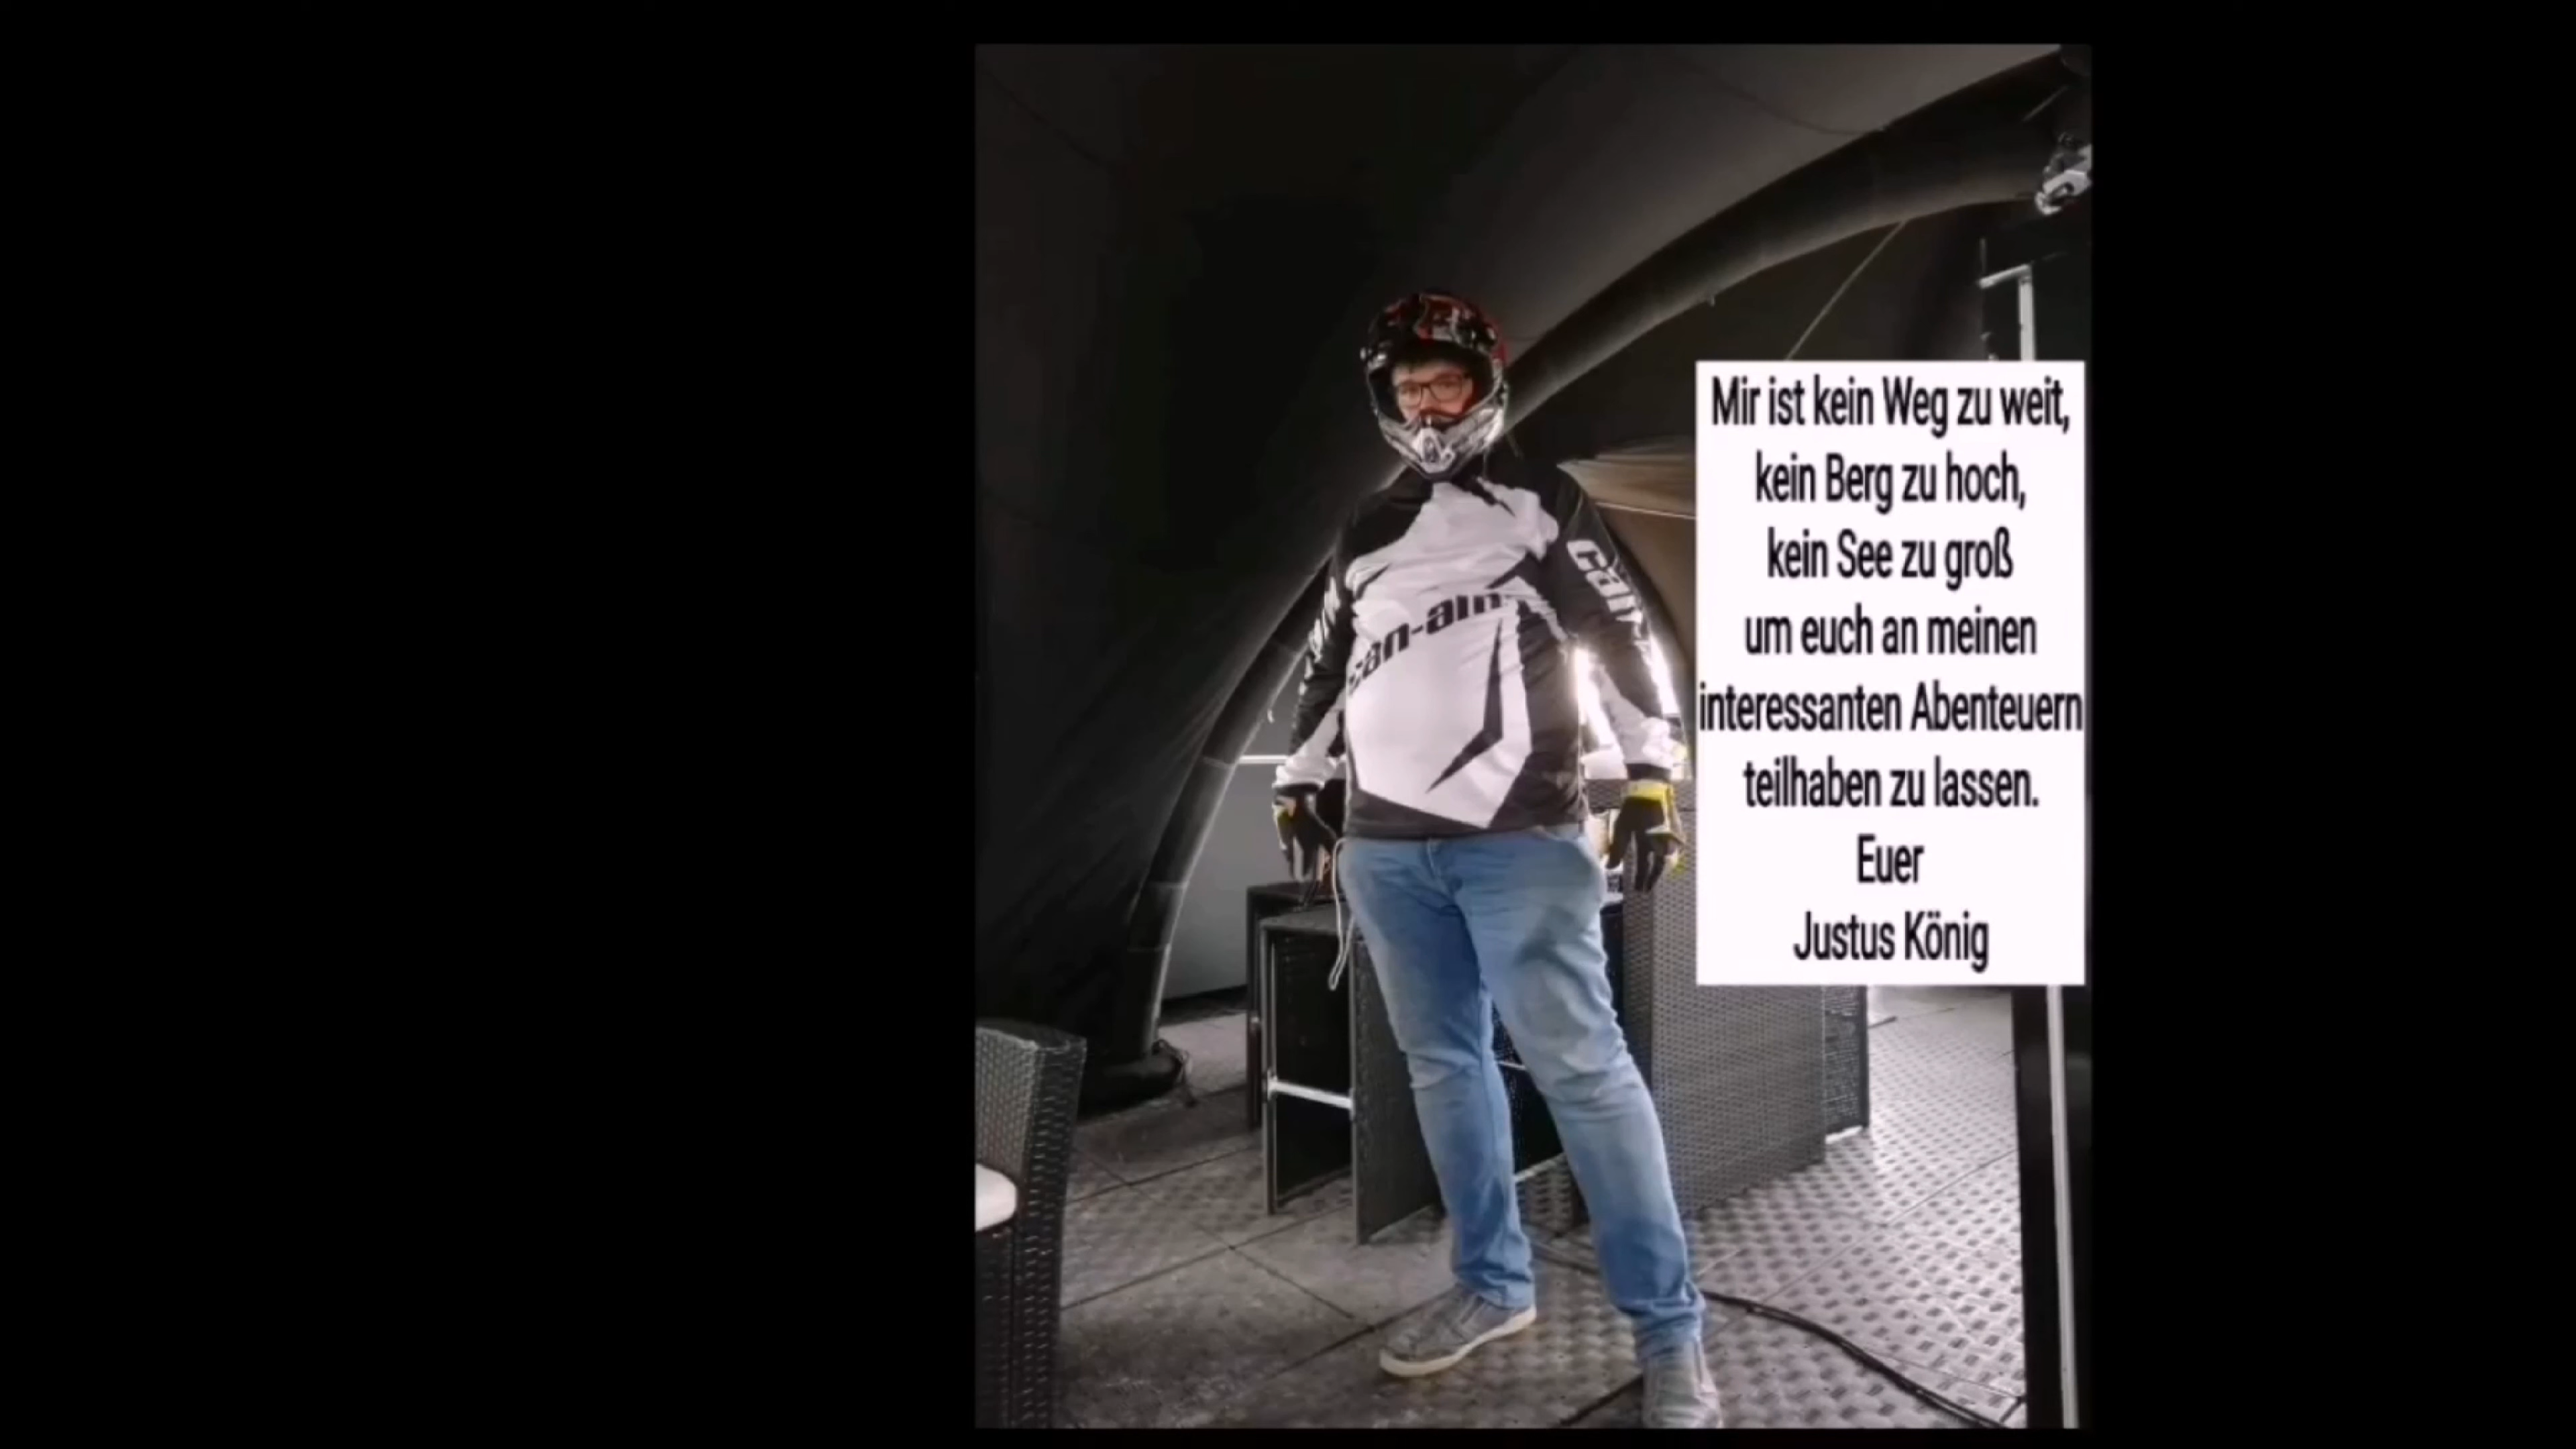 Mir ist kein Weg zu weit,
kein Berg zu hoch,
kein See zu groß
um euch an meinen
interessanten Abenteuern
teilhaben zu lassen.
Euer
Justus König
can-am